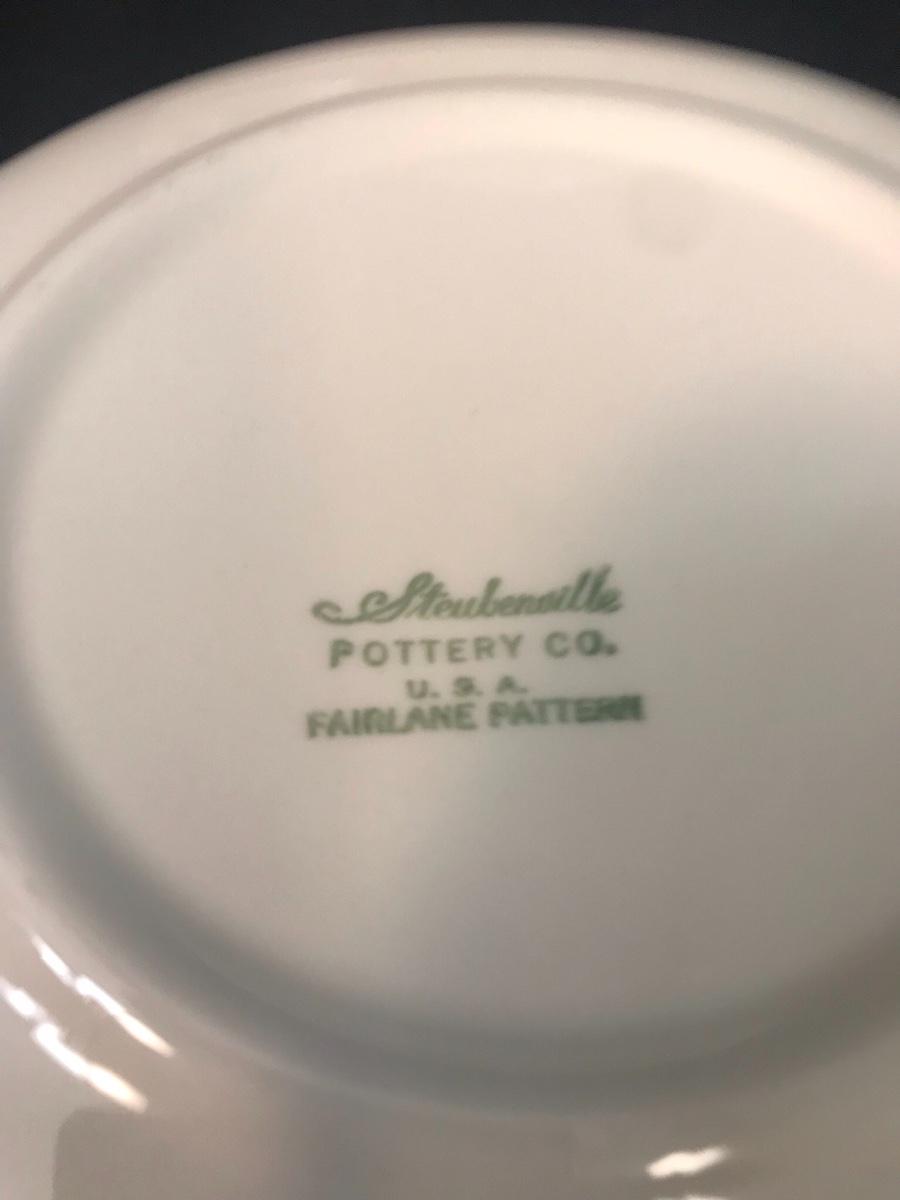 Steubenville
POTTERY CO.
U. S. A.
FAIRLANE PATTERN